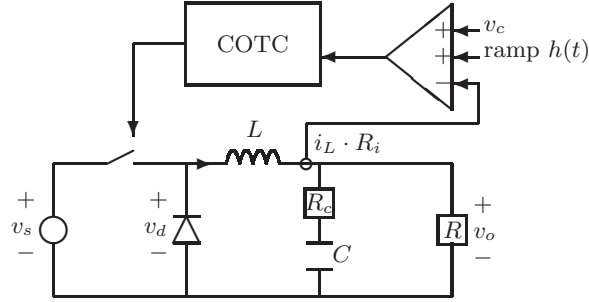 COTC
+ v_c
+ ramp h(t)
−
L
i_L · R_i
+ + R_c +
v_s v_d R v_o
− − C −